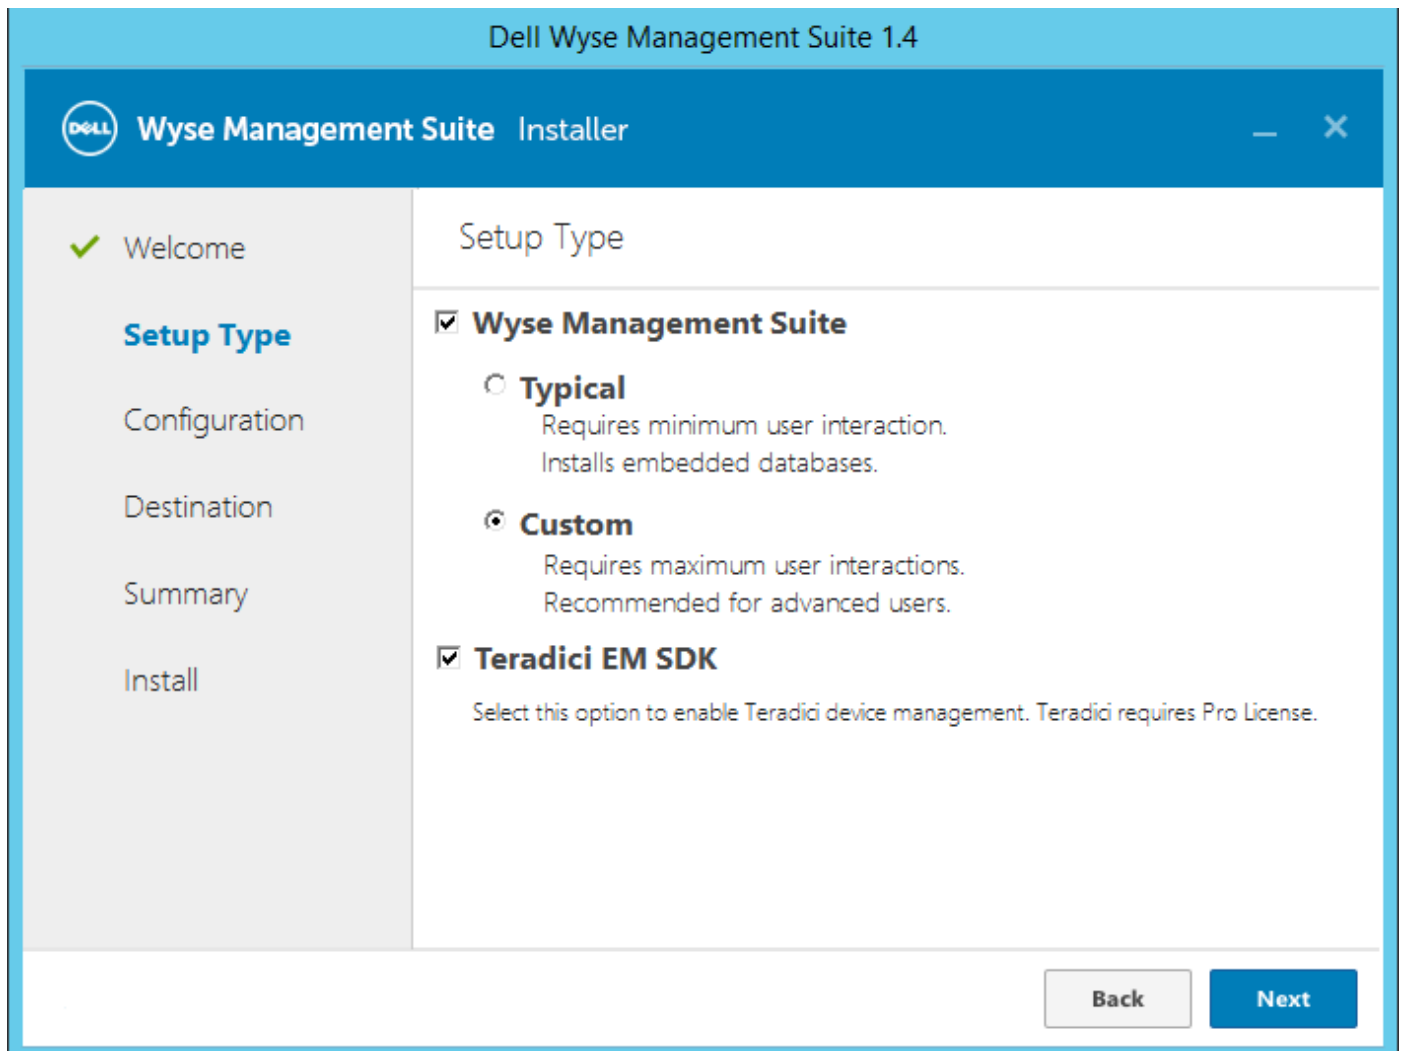 Dell Wyse Management Suite 1.4
DELL Wyse Management Suite Installer
Welcome
Setup Type
Configuration
Destination
Summary
Install
Setup Type
Wyse Management Suite
Typical
Requires minimum user interaction.
Installs embedded databases.
Custom
Requires maximum user interactions.
Recommended for advanced users.
Teradici EM SDK
Select this option to enable Teradici device management. Teradici requires Pro License.
Back Next